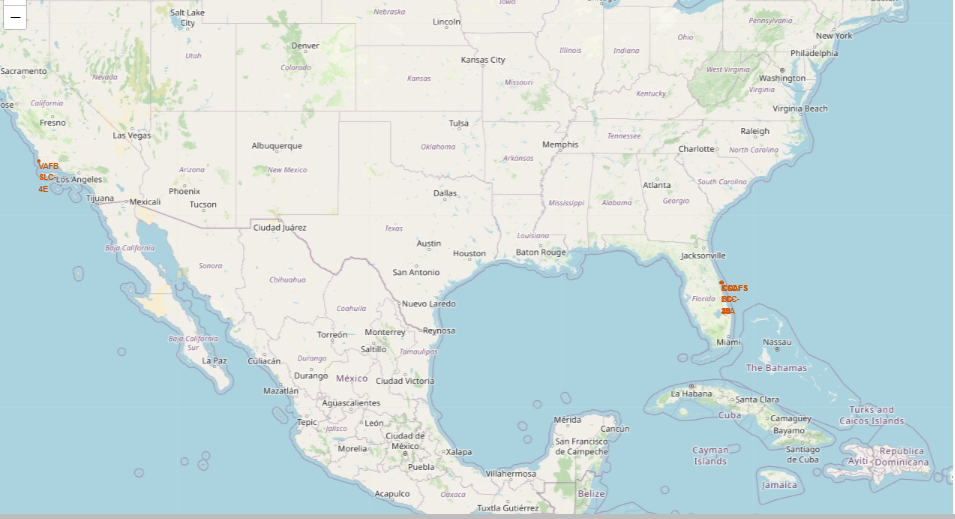 Iowa
Nebraska
Salt Lake
City
Lincoln
Pennsylvania
New York
Ohio
Denver
Illinois
Indiana
Philadelphia
Utah
Kansas City
Colorado
Sacramento
Nevada
Kansas
Missouri
West Virginia
Washington
Virginia
Kentucky
ose
California
Virginia Beach
Fresno
Las Vegas
Tulsa
Raleigh
Tennessee
Albuquerque
Oklahoma
Memphis
Charlotte
North Carolina
Arkansas
VAFB
SLC-
4E
Los Angeles
Arizona
New Mexico
Phoenix
Dallas
Atlanta
South Carolina
Tijuana
Mexicali
Tucson
Mississippi
Alabama
Georgia
Ciudad Juárez
Texas
Louisiana
Baja California
Austin
Houston
Baton Rouge
Jacksonville
Sonora
San Antonio
Chihuahua
Florida
Coahuila
Nuevo Laredo
Torreón
Monterrey
Reynosa
Baja California
Sur
Saltillo
Tamaulipas
Miami
Nassau
La Paz
Culiacán
Durango
The Bahamas
Durango
México
Ciudad Victoria
Mazatlán
La Habana
Santa Clara
Aguascalientes
Cuba
Camagüey
Turks and
Caicos Islands
Tepic
León
Mérida
Cancún
Bayamo
Jalisco
Ciudad de
México
San Francisco
de Campeche
Cayman
Islands
Santiago
de Cuba
Morelia
Xalapa
Ayiti
República
Dominicana
Puebla
Villahermosa
Jamaica
Acapulco
Oaxaca
Belize
Tuxtla Gutiérrez